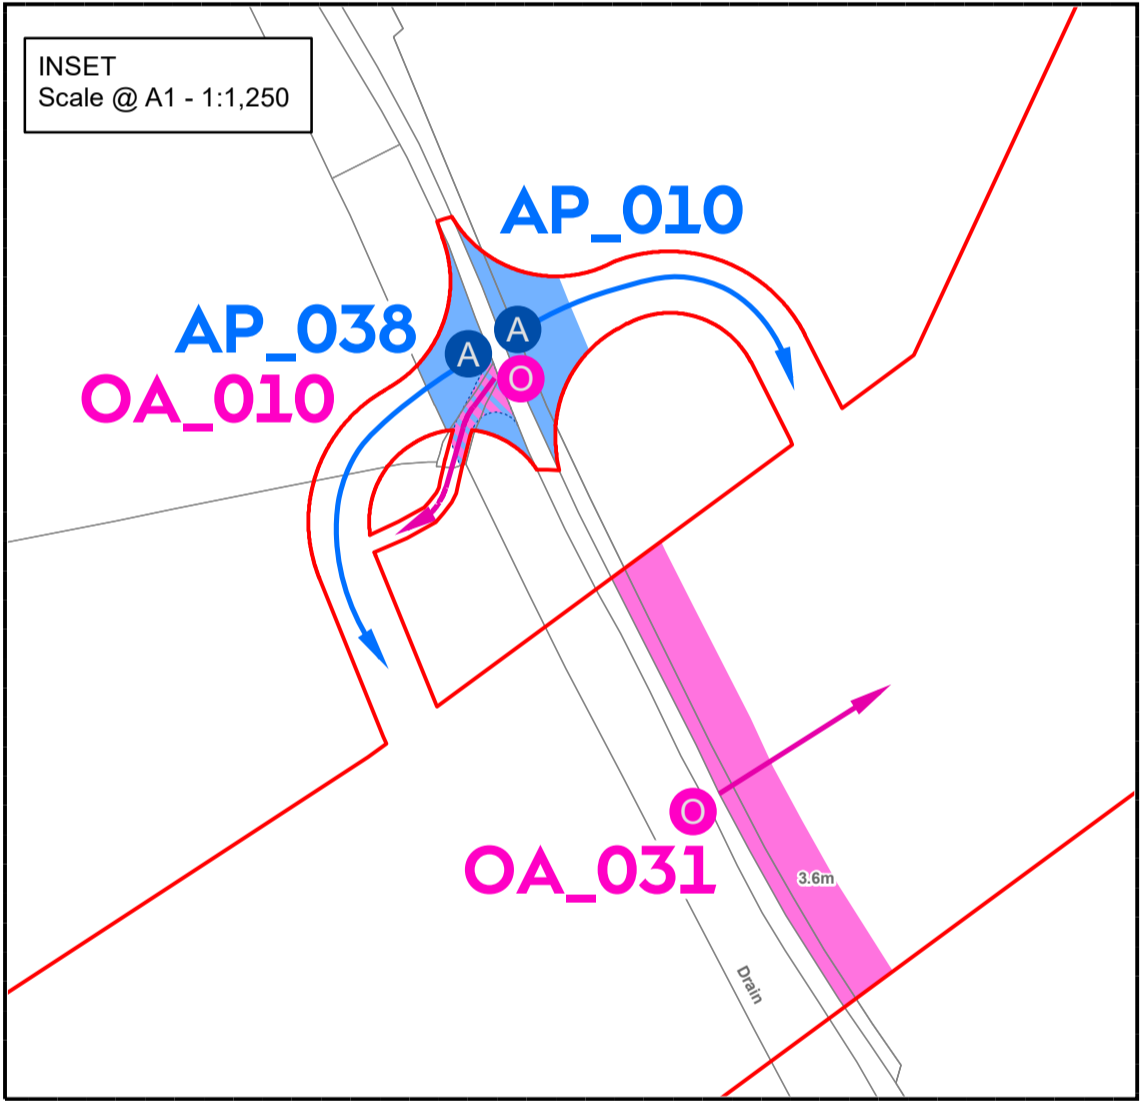 INSET
Scale @ A1 - 1:1,250
AP_010
AP_038
A
A
OA_010
O
O
OA_031
3.6m
Drain